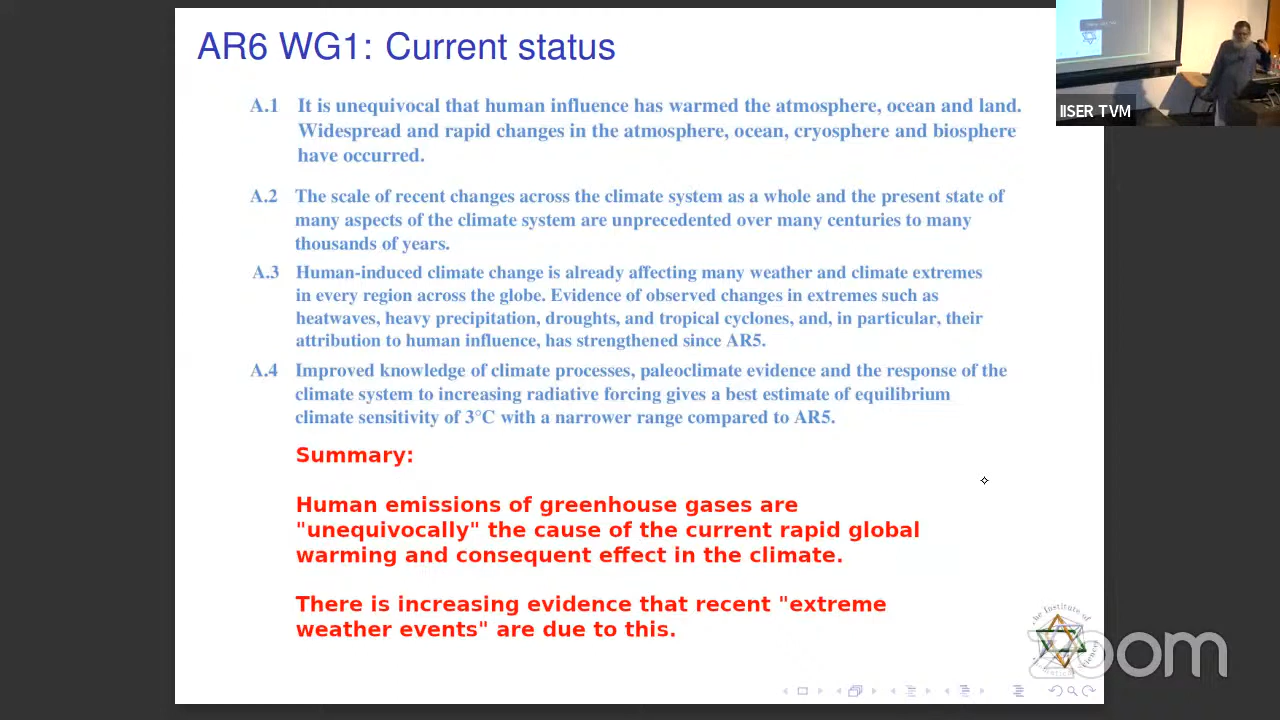 AR6 WG1: Current status
A.1 It is unequivocal that human influence has warmed the atmosphere, ocean and land.
Widespread and rapid changes in the atmosphere, ocean, cryosphere and biosphere
have occurred.
A.2 The scale of recent changes across the climate system as a whole and the present state of
many aspects of the climate system are unprecedented over many centuries to many
thousands of years.
A.3 Human-induced climate change is already affecting many weather and climate extremes
in every region across the globe. Evidence of observed changes in extremes such as
heatwaves, heavy precipitation, droughts, and tropical cyclones, and, in particular, their
attribution to human influence, has strengthened since AR5.
A.4 Improved knowledge of climate processes, paleoclimate evidence and the response of the
climate system to increasing radiative forcing gives a best estimate of equilibrium
climate sensitivity of 3°C with a narrower range compared to AR5.
Summary:
Human emissions of greenhouse gases are
"unequivocally" the cause of the current rapid global
warming and consequent effect in the climate.
There is increasing evidence that recent "extreme
weather events" are due to this.
IISER TVM
Institute of
zoom